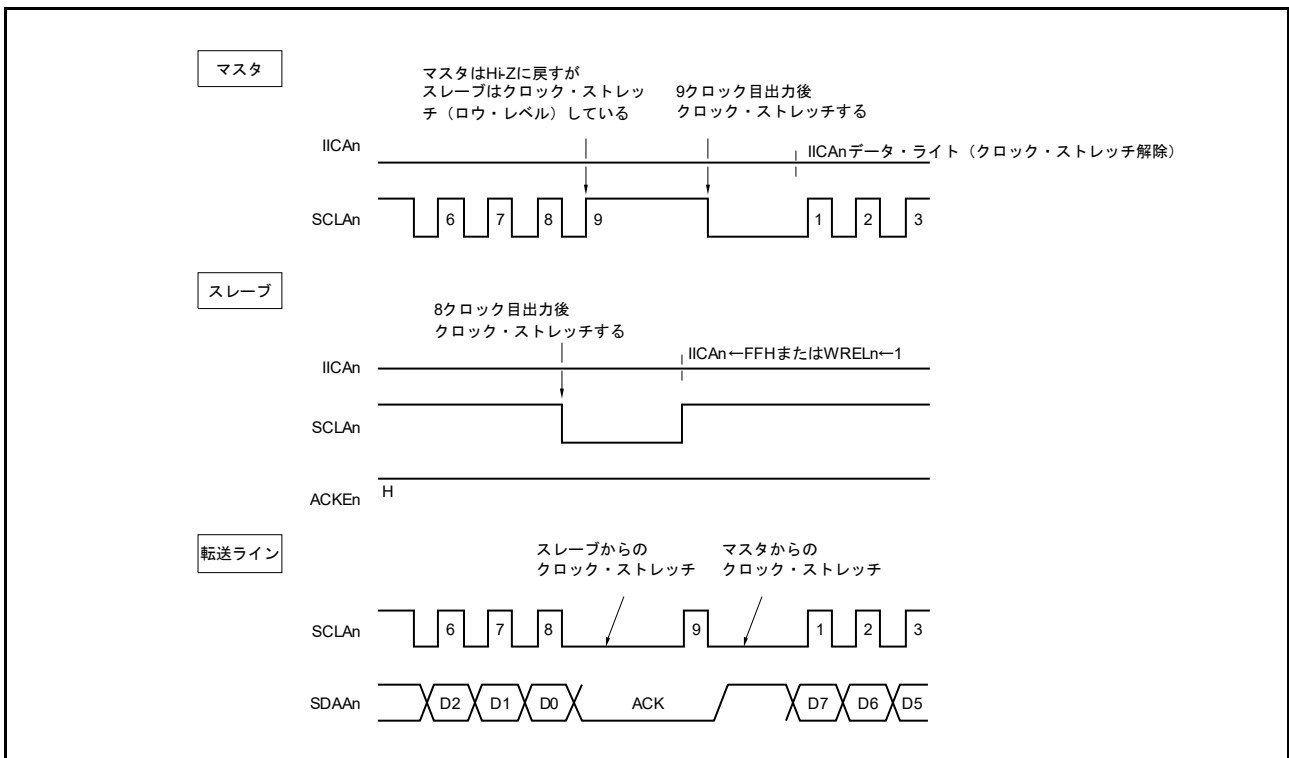 マスタ
マスタはHi-Zに戻すが
スレーブはクロック・ストレッ
チ（ロウ・レベル）している
9クロック目出力後
クロック・ストレッチする
IICAn
IICAnデータ・ライト（クロック・ストレッチ解除）
SCLAn
6 7 8 9 1 2 3
スレーブ
8クロック目出力後
クロック・ストレッチする
IICAn
IICAn←FFHまたはWRELn←1
SCLAn
ACKEn
H
転送ライン
スレーブからの
クロック・ストレッチ
マスタからの
クロック・ストレッチ
SCLAn
6 7 8 9 1 2 3
SDAAn
D2 D1 D0 ACK D7 D6 D5